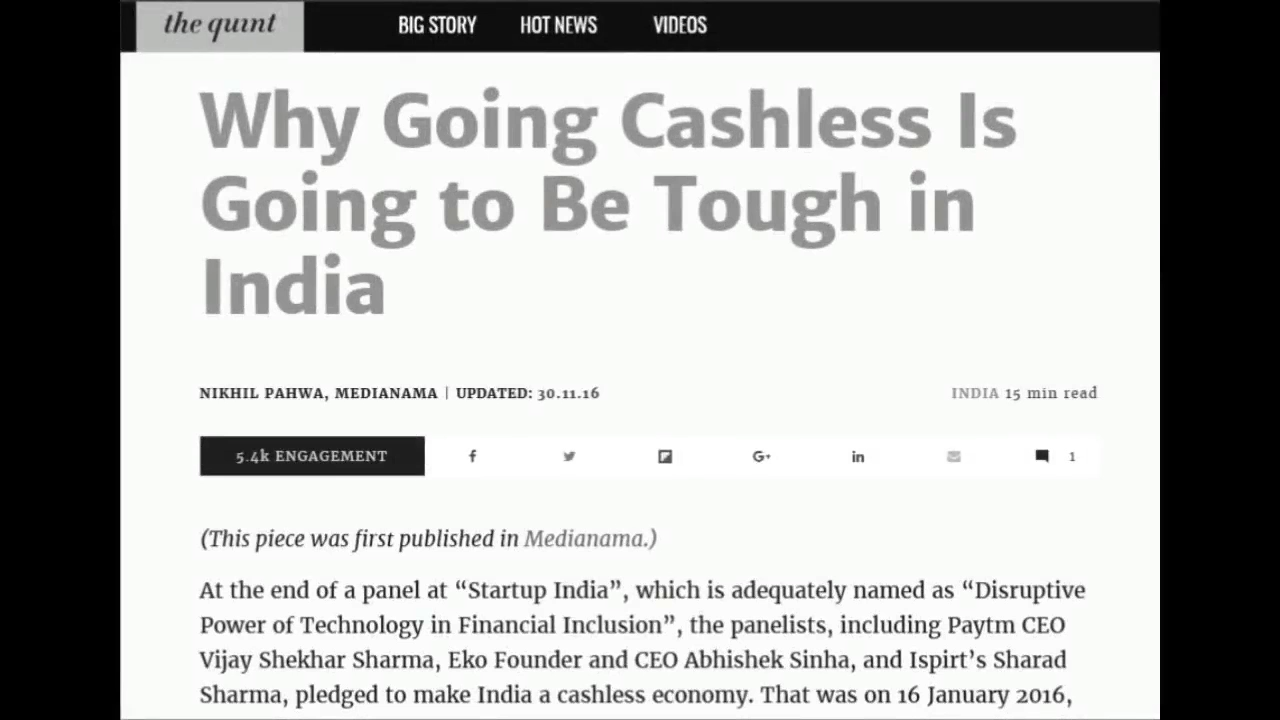 the quint BIG STORY HOT NEWS VIDEOS
Why Going Cashless Is
Going to Be Tough in
India
NIKHIL PAHWA, MEDIANAMA | UPDATED: 30.11.16 INDIA 15 min read
5.4k ENGAGEMENT f G+ in 1
(This piece was first published in Medianama.)
At the end of a panel at “Startup India”, which is adequately named as “Disruptive
Power of Technology in Financial Inclusion”, the panelists, including Paytm CEO
Vijay Shekhar Sharma, Eko Founder and CEO Abhishek Sinha, and Ispirt’s Sharad
Sharma, pledged to make India a cashless economy. That was on 16 January 2016,